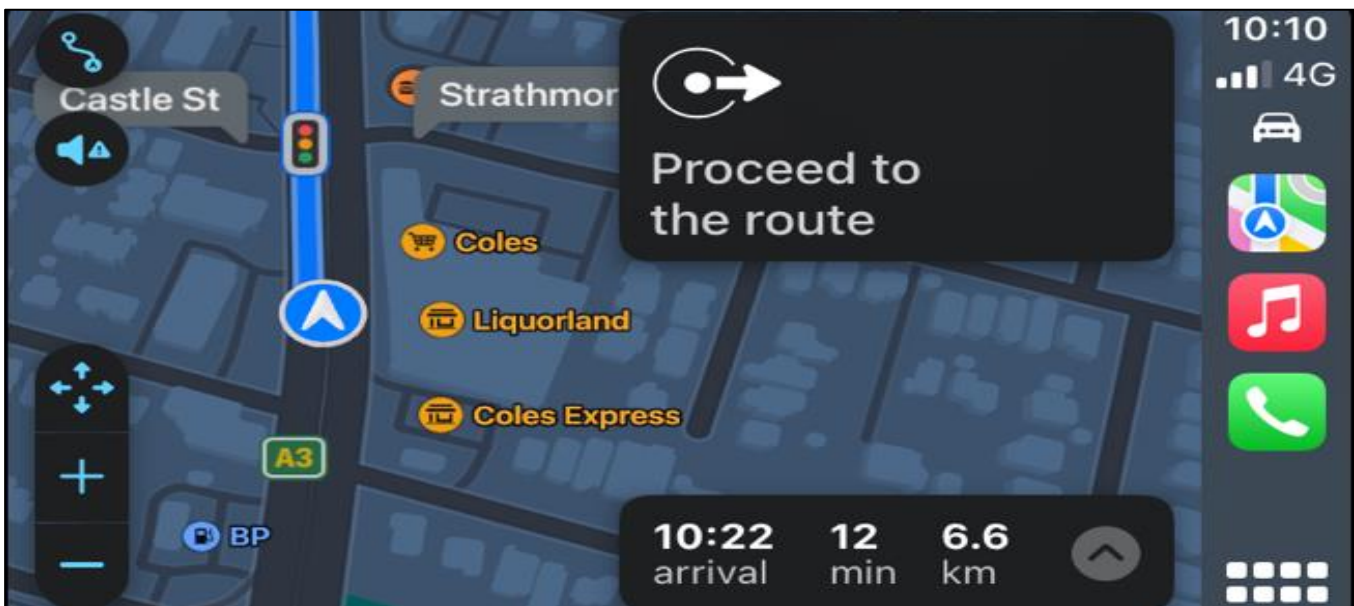 Castle St
Strathmor
Proceed to
the route
10:10
4G
Coles
Liquorland
Coles Express
A3
BP
10:22 12 6.6
arrival min km